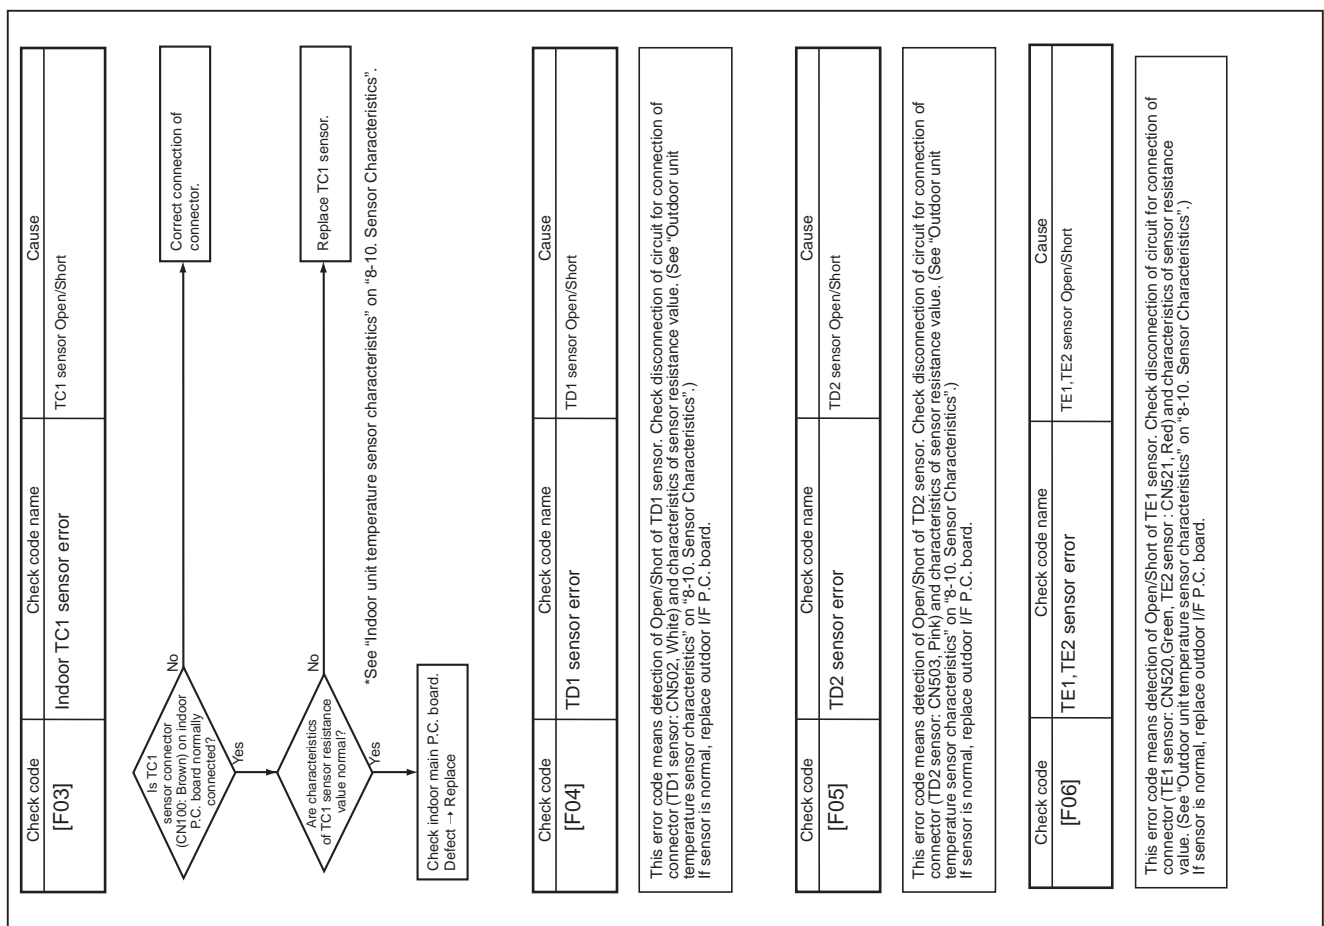 Check code
Check code name
Cause
[F03]
Indoor TC1 sensor error
TC1 sensor Open/Short
Is TC1
sensor connector
(CN100: Brown) on indoor
P.C. board normally
connected?
No
Correct connection of
connector.
Yes
Are characteristics
of TC1 sensor resistance
value normal?
No
Replace TC1 sensor.
*See “Indoor unit temperature sensor characteristics” on “8-10. Sensor Characteristics”.
Yes
Check indoor main P.C. board.
Defect → Replace
Check code
Check code name
Cause
[F04]
TD1 sensor error
TD1 sensor Open/Short
This error code means detection of Open/Short of TD1 sensor. Check disconnection of circuit for connection of
connector (TD1 sensor: CN502, White) and characteristics of sensor resistance value. (See “Outdoor unit
temperature sensor characteristics” on “8-10. Sensor Characteristics”.)
If sensor is normal, replace outdoor I/F P.C. board.
Check code
Check code name
Cause
[F05]
TD2 sensor error
TD2 sensor Open/Short
This error code means detection of Open/Short of TD2 sensor. Check disconnection of circuit for connection of
connector (TD2 sensor: CN503, Pink) and characteristics of sensor resistance value. (See “Outdoor unit
temperature sensor characteristics” on “8-10. Sensor Characteristics”.)
If sensor is normal, replace outdoor I/F P.C. board.
Check code
Check code name
Cause
[F06]
TE1,TE2 sensor error
TE1,TE2 sensor Open/Short
This error code means detection of Open/Short of TE1 sensor. Check disconnection of circuit for connection of
connector (TE1 sensor: CN520, Green, TE2 sensor : CN521, Red) and characteristics of sensor resistance
value. (See “Outdoor unit temperature sensor characteristics” on “8-10. Sensor Characteristics”.)
If sensor is normal, replace outdoor I/F P.C. board.